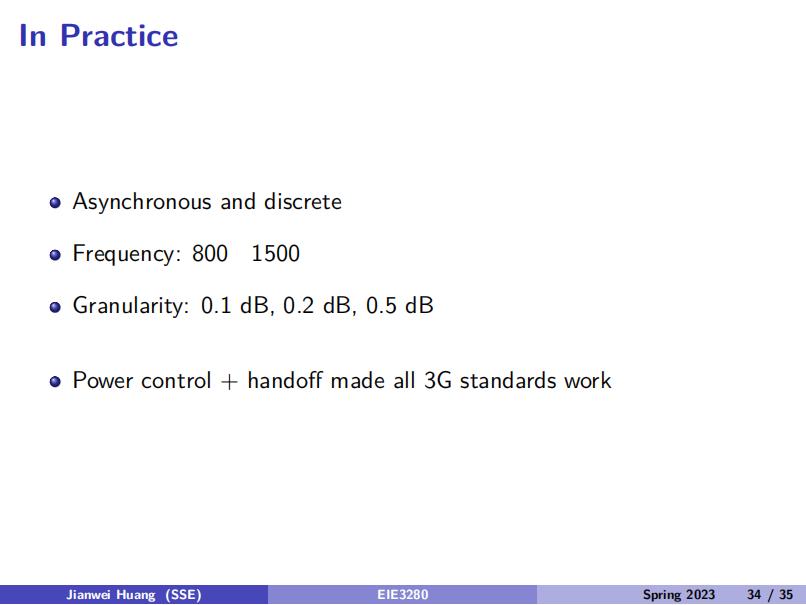 In Practice
Asynchronous and discrete
Frequency: 800 1500
Granularity: 0.1 dB, 0.2 dB, 0.5 dB
Power control + handoff made all 3G standards work
Jianwei Huang (SSE) EIE3280 Spring 2023 34 / 35